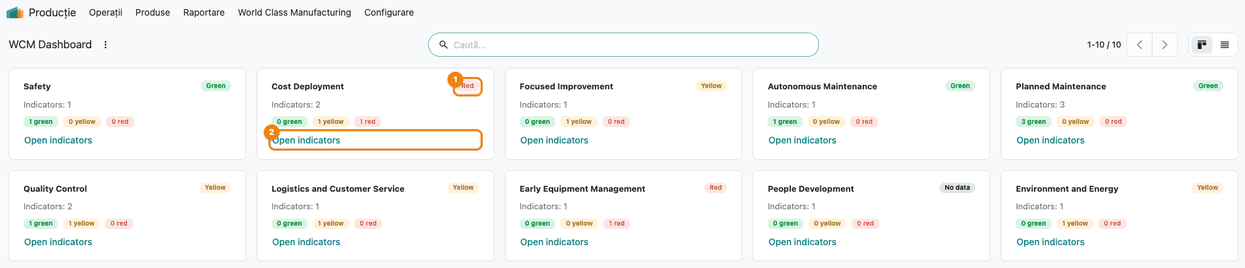 Producție Operații Produse Raportare World Class Manufacturing Configurare
WCM Dashboard Caută... 1-10 / 10
Safety Green
Indicators: 1
1 green 0 yellow 0 red
Open indicators
Cost Deployment 1 Red
Indicators: 2
0 green 1 yellow 1 red
2 Open indicators
Focused Improvement Yellow
Indicators: 1
0 green 1 yellow 0 red
Open indicators
Autonomous Maintenance Green
Indicators: 1
1 green 0 yellow 0 red
Open indicators
Planned Maintenance Green
Indicators: 3
3 green 0 yellow 0 red
Open indicators
Quality Control Yellow
Indicators: 2
1 green 1 yellow 0 red
Open indicators
Logistics and Customer Service Yellow
Indicators: 1
0 green 1 yellow 0 red
Open indicators
Early Equipment Management Red
Indicators: 1
0 green 0 yellow 1 red
Open indicators
People Development No data
Indicators: 1
0 green 0 yellow 0 red
Open indicators
Environment and Energy Yellow
Indicators: 1
0 green 1 yellow 0 red
Open indicators